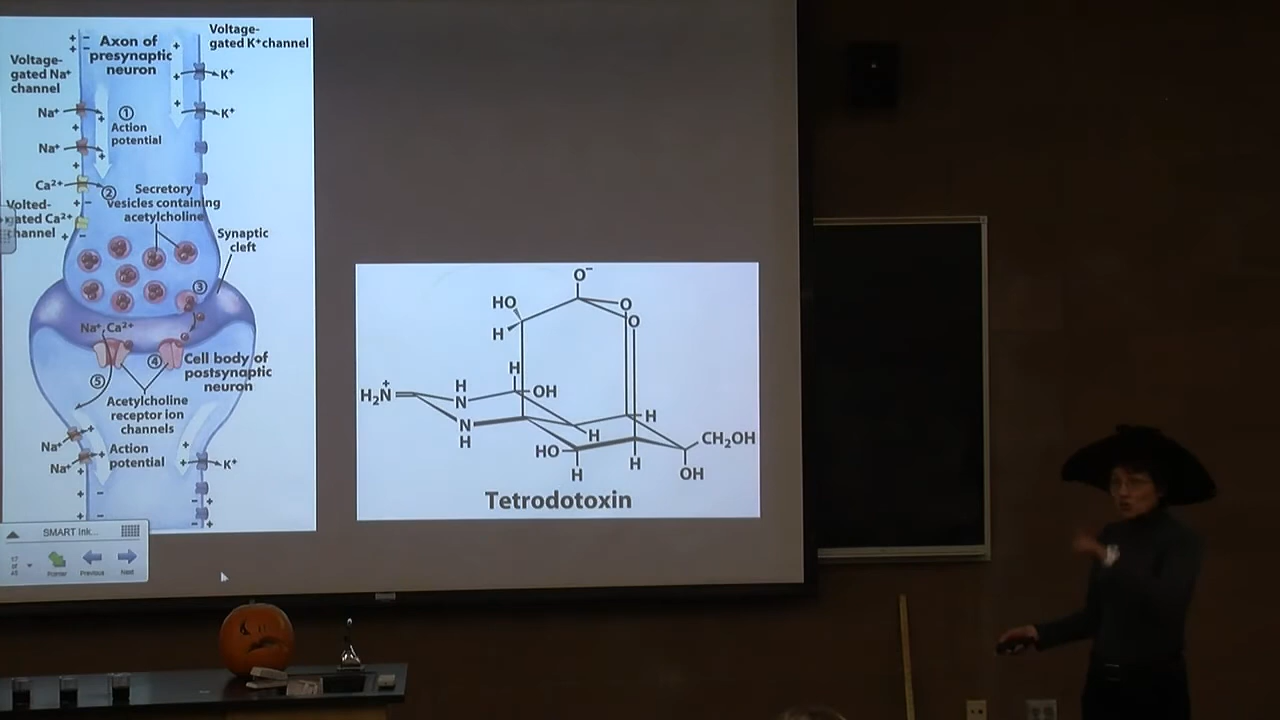 Axon of
presynaptic
neuron
Voltage-
gated K⁺channel
Voltage-
gated Na⁺
channel
K⁺
Na⁺
①
K⁺
Action
potential
Na⁺
Ca²⁺
②
Secretory
vesicles containing
acetylcholine
Volted-
gated Ca²⁺
channel
Synaptic
cleft
③
Na⁺, Ca²⁺
④
Cell body of
postsynaptic
neuron
⑤
Acetylcholine
receptor ion
channels
Na⁺
Action
potential
Na⁺
K⁺
O⁻
HO
O
O
H
H
OH
H₂N⁺
H
N
N
H
H
H
HO
CH₂OH
H
H
OH
Tetrodotoxin
SMART Ink...
17
of
Pointer
Previous
Next